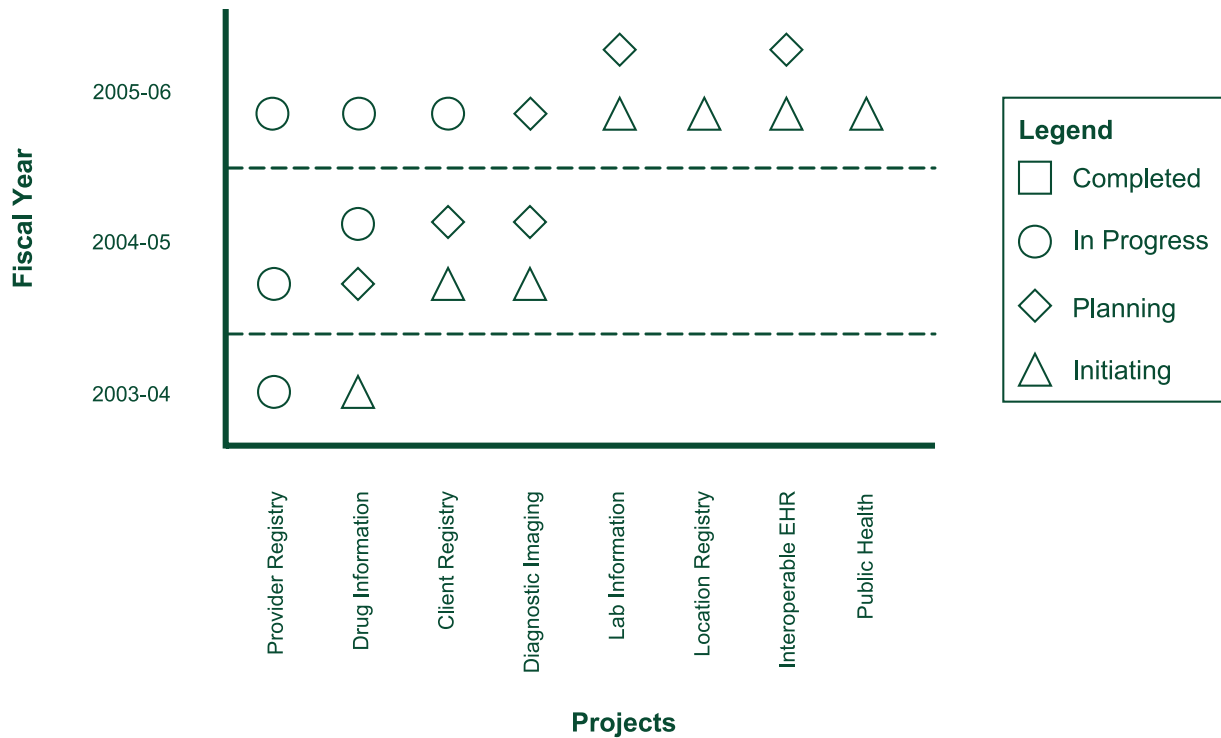 Fiscal Year
2005-06
2004-05
2003-04
Provider Registry
Drug Information
Client Registry
Diagnostic Imaging
Lab Information
Location Registry
Interoperable EHR
Public Health
Projects
Legend
Completed
In Progress
Planning
Initiating